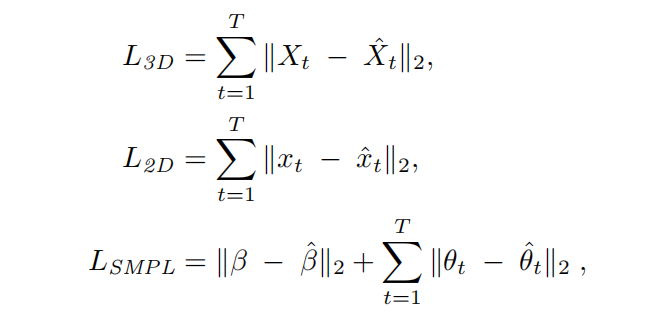 L_{3D} = \sum_{t=1}^{T} \|X_t - \hat{X}_t\|_2,
L_{2D} = \sum_{t=1}^{T} \|x_t - \hat{x}_t\|_2,
L_{SMPL} = \|\beta - \hat{\beta}\|_2 + \sum_{t=1}^{T} \|\theta_t - \hat{\theta}_t\|_2 ,